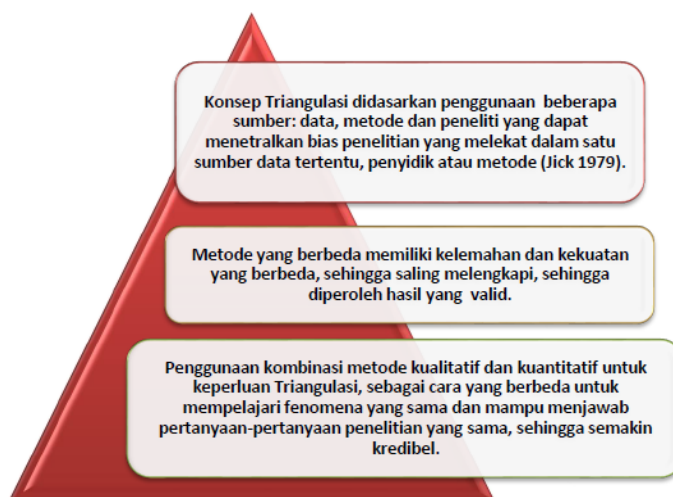 Konsep Triangulasi didasarkan penggunaan beberapa
sumber: data, metode dan peneliti yang dapat
menetralkan bias penelitian yang melekat dalam satu
sumber data tertentu, penyidik atau metode (Jick 1979).
Metode yang berbeda memiliki kelemahan dan kekuatan
yang berbeda, sehingga saling melengkapi, sehingga
diperoleh hasil yang valid.
Penggunaan kombinasi metode kualitatif dan kuantitatif untuk
keperluan Triangulasi, sebagai cara yang berbeda untuk
mempelajari fenomena yang sama dan mampu menjawab
pertanyaan-pertanyaan penelitian yang sama, sehingga semakin
kredibel.